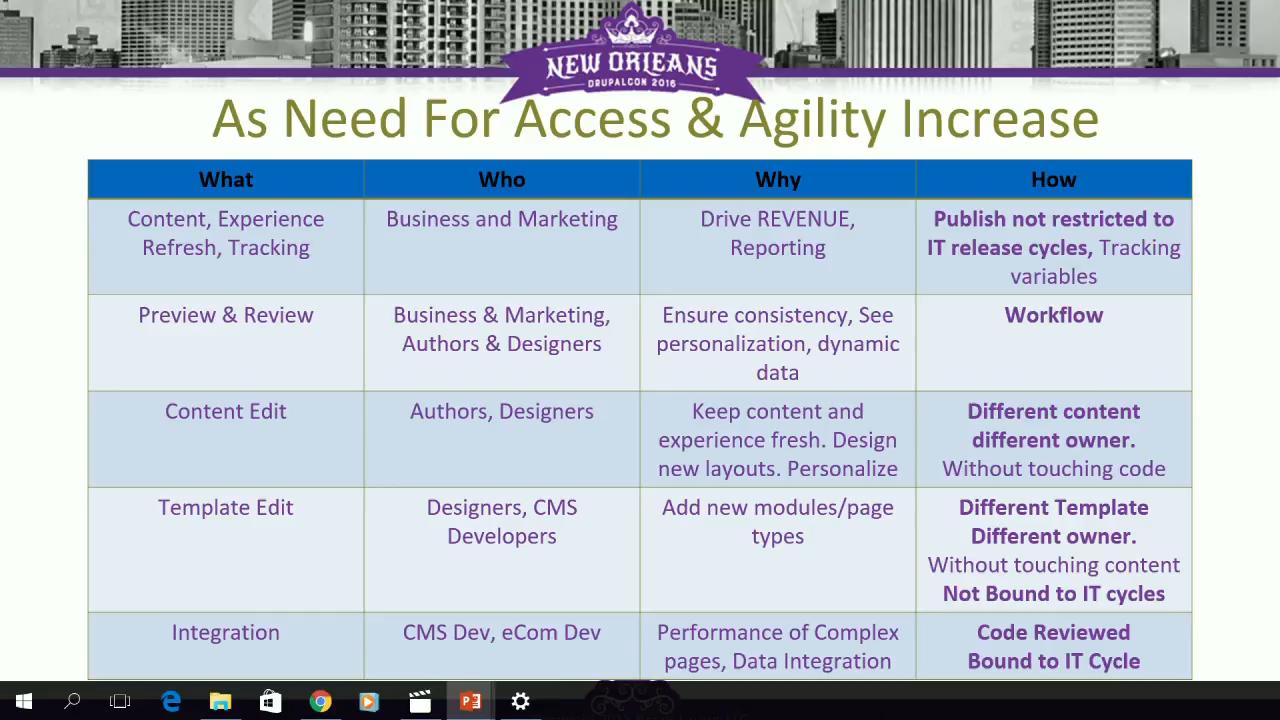 NEW ORLEANS
DRUPALCON 2016
As Need For Access & Agility Increase
What
Who
Why
How
Content, Experience
Refresh, Tracking
Business and Marketing
Drive REVENUE,
Reporting
Publish not restricted to
IT release cycles, Tracking
variables
Preview & Review
Business & Marketing,
Authors & Designers
Ensure consistency, See
personalization, dynamic
data
Workflow
Content Edit
Authors, Designers
Keep content and
experience fresh. Design
new layouts. Personalize
Different content
different owner.
Without touching code
Template Edit
Designers, CMS
Developers
Add new modules/page
types
Different Template
Different owner.
Without touching content
Not Bound to IT cycles
Integration
CMS Dev, eCom Dev
Performance of Complex
pages, Data Integration
Code Reviewed
Bound to IT Cycle